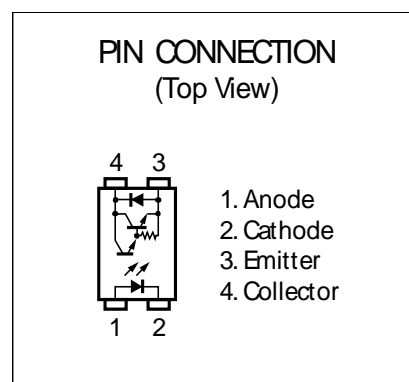 PIN CONNECTION
(Top View)
4 3
1. Anode
2. Cathode
3. Emitter
4. Collector
1 2